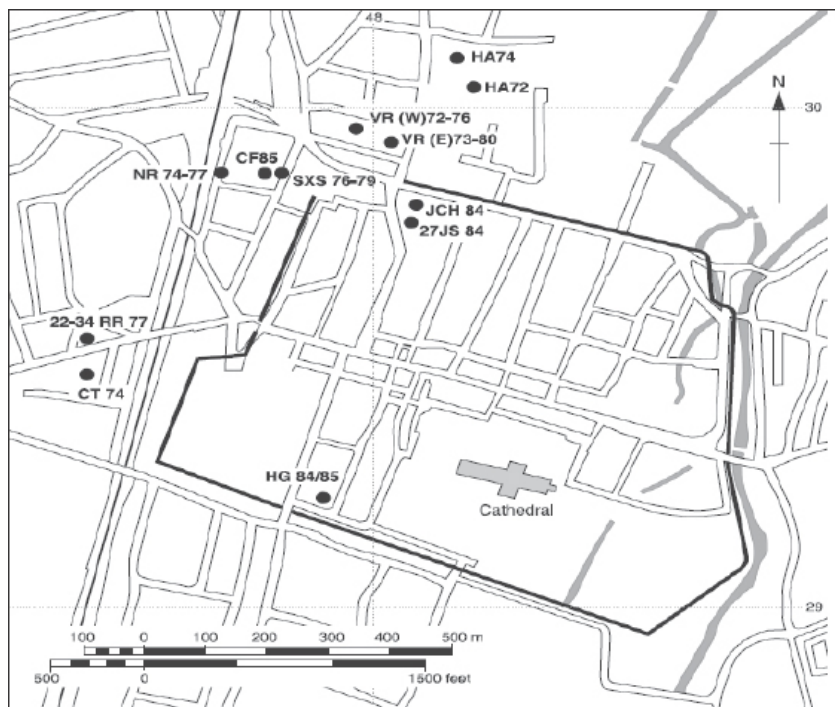 48
HA74
HA72
N
30
VR (W)72-76
VR (E)73-80
CF85
NR 74-77
SXS 76-79
JCH 84
27JS 84
22-34 RR 77
CT 74
HG 84/85
Cathedral
29
100 0 100 200 300 400 500 m
500 0 1500 feet